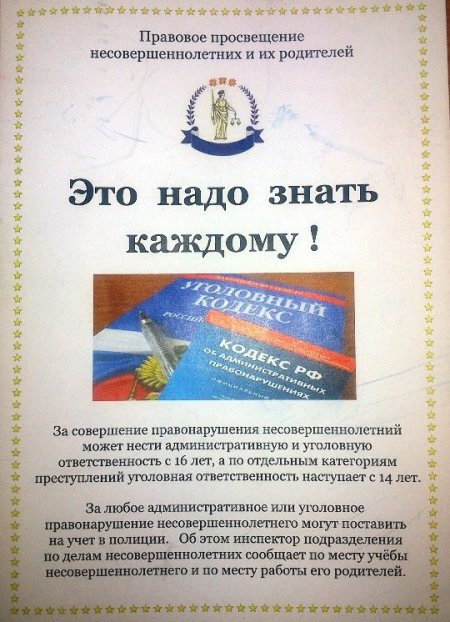 Правовое просвещение
несовершеннолетних и их родителей
Это надо знать
каждому !
УГОЛОВНЫЙ
КОДЕКС
КОДЕКС РФ
ОБ АДМИНИСТРАТИВНЫХ
ПРАВОНАРУШЕНИЯХ
За совершение правонарушения несовершеннолетний
может нести административную и уголовную
ответственность с 16 лет, а по отдельным категориям
преступлений уголовная ответственность наступает с 14 лет.
За любое административное или уголовное
правонарушение несовершеннолетнего могут поставить
на учет в полиции. Об этом инспектор подразделения
по делам несовершеннолетних сообщает по месту учёбы
несовершеннолетнего и по месту работы его родителей.